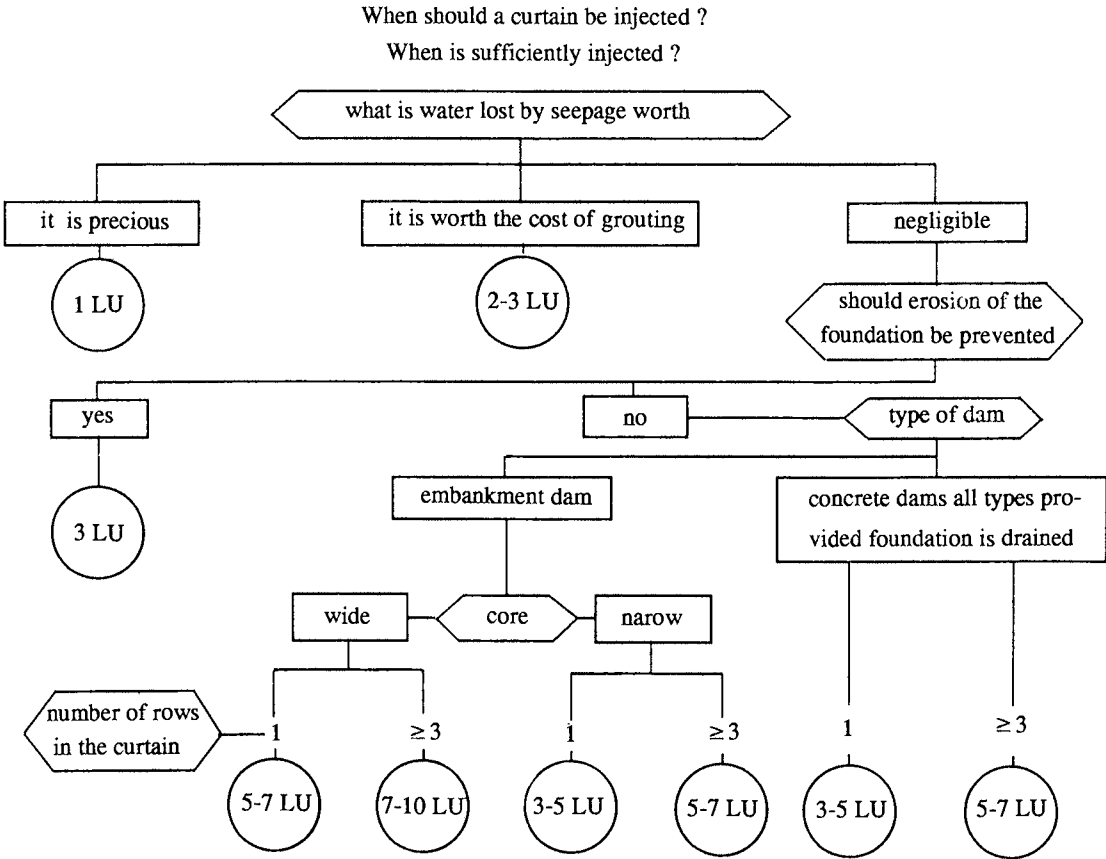 When should a curtain be injected ?
When is sufficiently injected ?
what is water lost by seepage worth
it is precious
it is worth the cost of grouting
negligible
1 LU
2-3 LU
should erosion of the
foundation be prevented
yes
no
type of dam
3 LU
embankment dam
concrete dams all types pro-
vided foundation is drained
wide
core
narow
number of rows
in the curtain
1
≥3
1
≥3
1
≥3
5-7 LU
7-10 LU
3-5 LU
5-7 LU
3-5 LU
5-7 LU